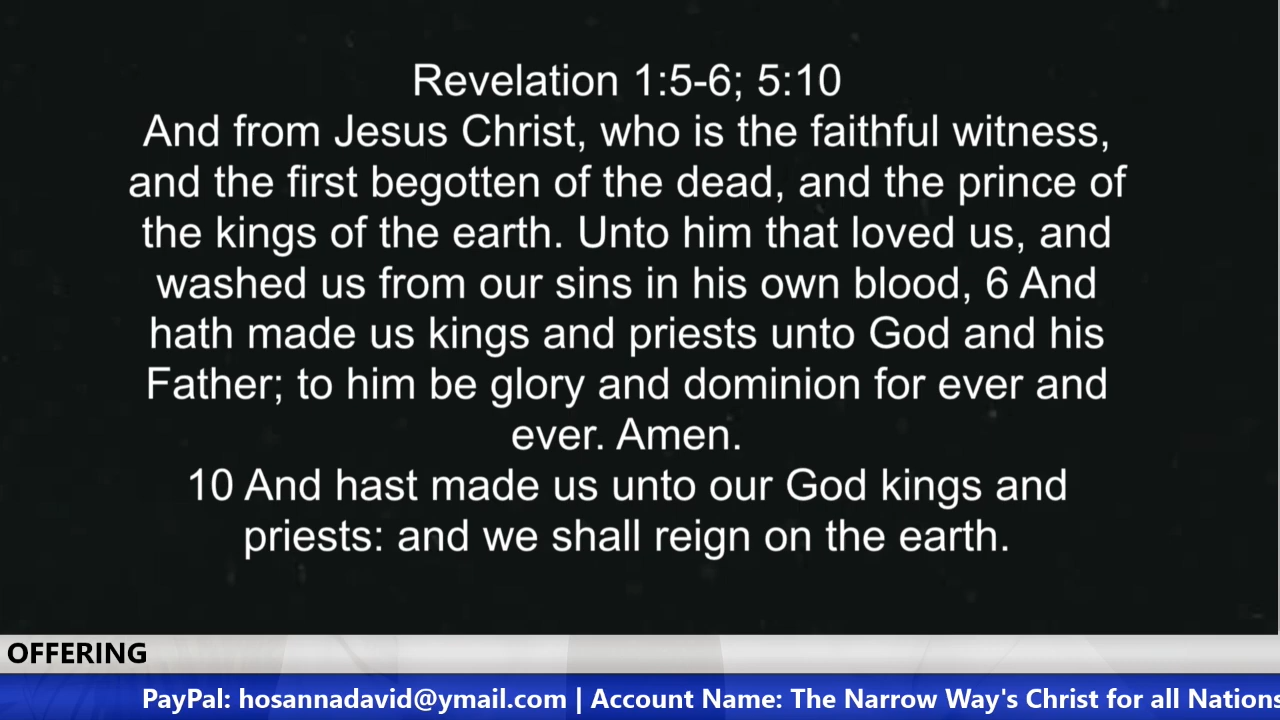 Revelation 1:5-6; 5:10
And from Jesus Christ, who is the faithful witness,
and the first begotten of the dead, and the prince of
the kings of the earth. Unto him that loved us, and
washed us from our sins in his own blood, 6 And
hath made us kings and priests unto God and his
Father; to him be glory and dominion for ever and
ever. Amen.
10 And hast made us unto our God kings and
priests: and we shall reign on the earth.
OFFERING
PayPal: hosannadavid@ymail.com | Account Name: The Narrow Way's Christ for all Nations